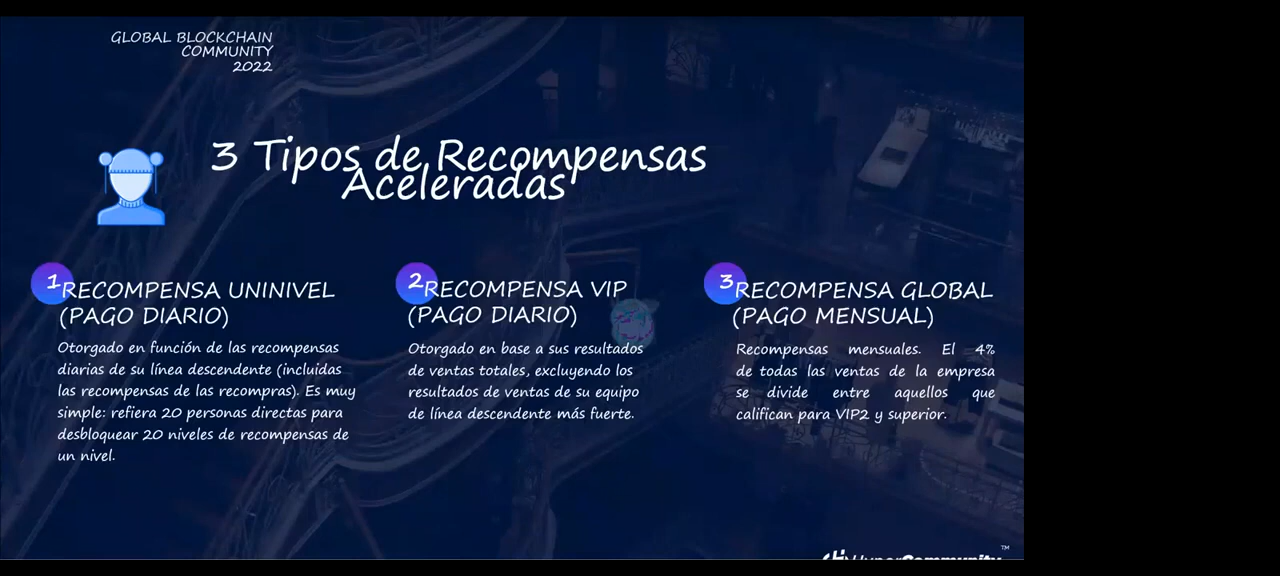 GLOBAL BLOCKCHAIN
COMMUNITY
2022
3 Tipos de Recompensas
Aceleradas
1
RECOMPENSA UNINIVEL
(PAGO DIARIO)
Otorgado en función de las recompensas
diarias de su línea descendente (incluidas
las recompensas de las recompras). Es muy
simple: refiera 20 personas directas para
desbloquear 20 niveles de recompensas de
un nivel.
2
RECOMPENSA VIP
(PAGO DIARIO)
Otorgado en base a sus resultados
de ventas totales, excluyendo los
resultados de ventas de su equipo
de línea descendente más fuerte.
3
RECOMPENSA GLOBAL
(PAGO MENSUAL)
Recompensas mensuales. El 4%
de todas las ventas de la empresa
se divide entre aquellos que
califican para VIP2 y superior.
HyperCommunity
TM